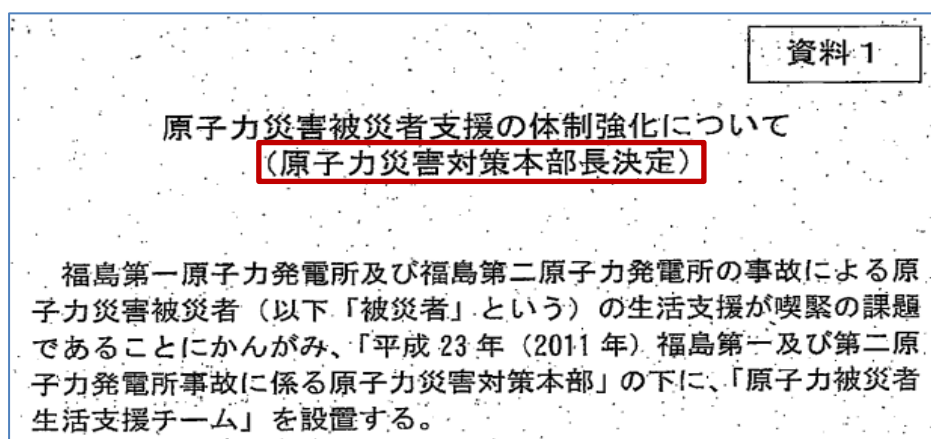 資料1
原子力災害被災者支援の体制強化について
(原子力災害対策本部長決定)
福島第一原子力発電所及び福島第二原子力発電所の事故による原
子力災害被災者（以下「被災者」という）の生活支援が喫緊の課題
であることにかんがみ、「平成23年（2011年）福島第一及び第二原
子力発電所事故に係る原子力災害対策本部」の下に、「原子力被災者
生活支援チーム」を設置する。